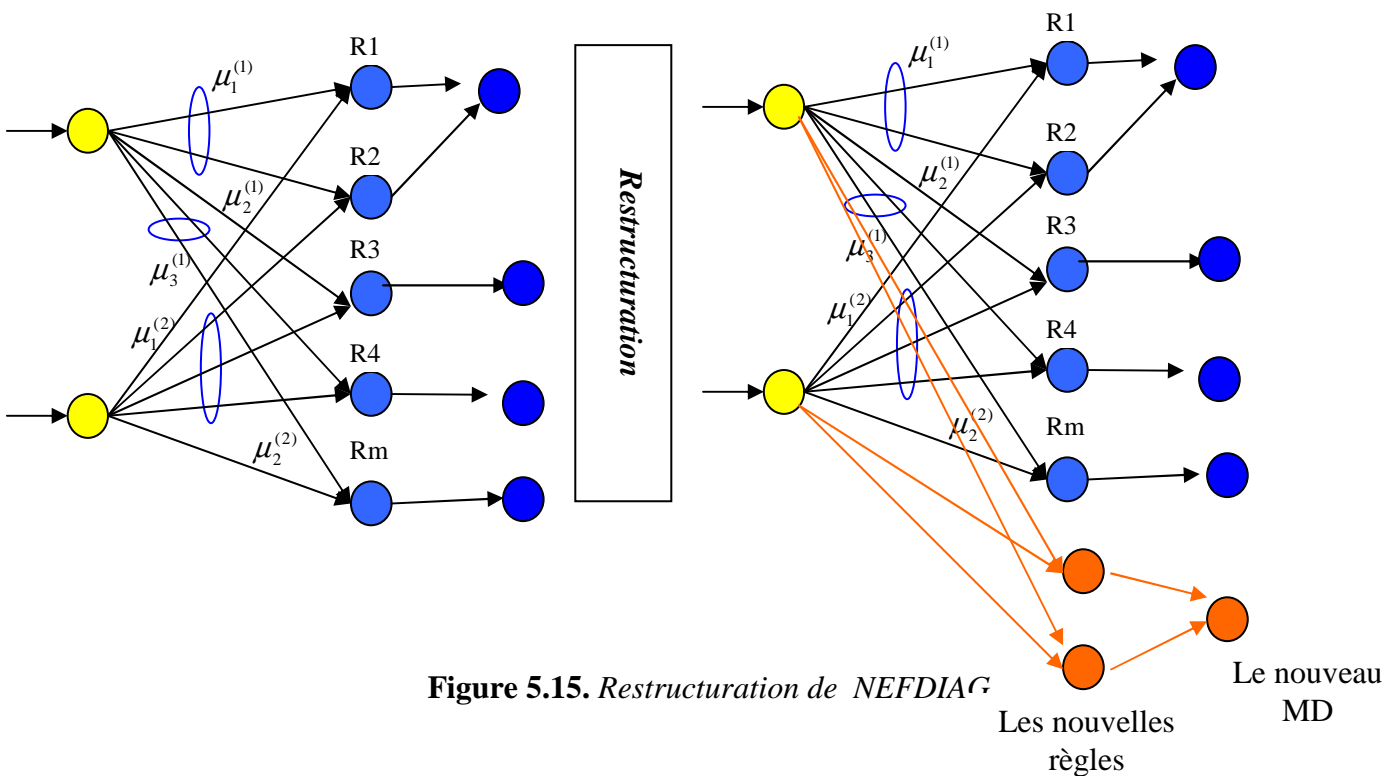 R1
μ₁⁽¹⁾
R2
μ₂⁽¹⁾
R3
μ₃⁽¹⁾
μ₁⁽²⁾
R4
μ₂⁽²⁾
Rm
Restructuration
R1
μ₁⁽¹⁾
R2
μ₂⁽¹⁾
R3
μ₃⁽¹⁾
μ₁⁽²⁾
R4
μ₂⁽²⁾
Rm
Figure 5.15. Restructuration de NEFDIAG
Les nouvelles
règles
Le nouveau
MD